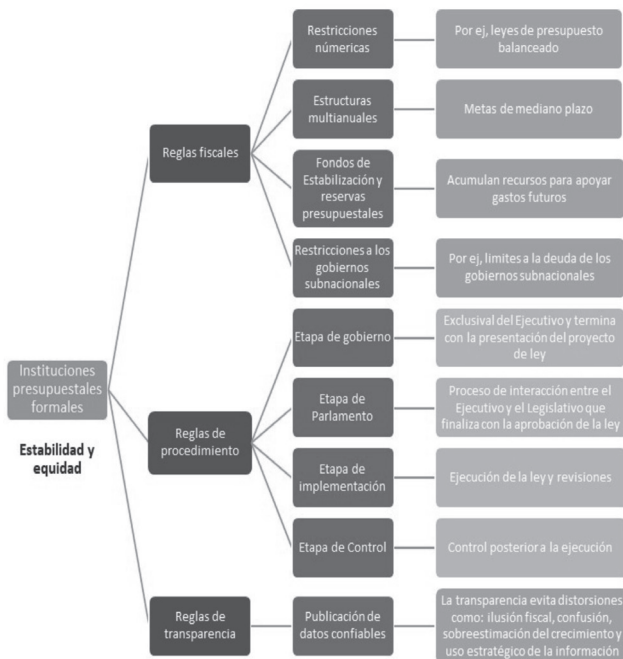 Instituciones
presupuestales
formales
Estabilidad y
equidad
Reglas fiscales
Restricciones
númericas
Por ej, leyes de presupuesto
balanceado
Estructuras
multianuales
Metas de mediano plazo
Fondos de
Estabilización y
reservas
presupuestales
Acumulan recursos para apoyar
gastos futuros
Restricciones a los
gobiernos
subnacionales
Por ej, limites a la deuda de los
gobiernos subnacionales
Reglas de
procedimiento
Etapa de gobierno
Exclusival del Ejecutivo y termina
con la presentación del proyecto
de ley
Etapa de
Parlamento
Proceso de interacción entre el
Ejecutivo y el Legislativo que
finaliza con la aprobación de la ley
Etapa de
implementación
Ejecución de la ley y revisiones
Etapa de Control
Control posterior a la ejecución
Reglas de
transparencia
Publicación de
datos confiables
La transparencia evita distorsiones
como: ilusión fiscal, confusión,
sobreestimación del crecimiento y
uso estratégico de la información